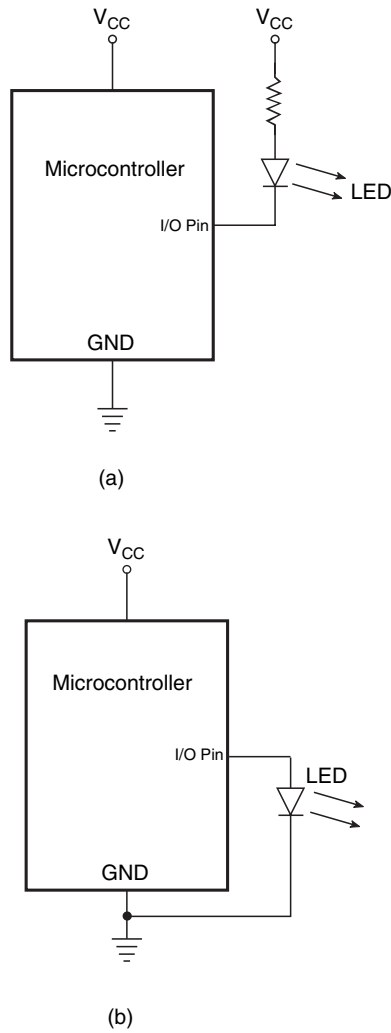 V_CC V_CC
Microcontroller
LED
I/O Pin
GND
(a)
V_CC
Microcontroller
I/O Pin
LED
GND
(b)